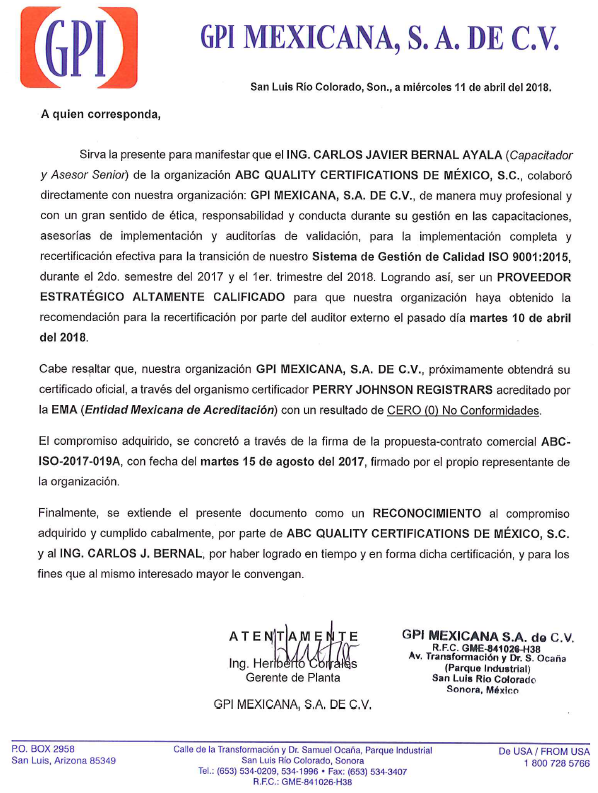 GPI
GPI MEXICANA, S. A. DE C.V.
San Luis Río Colorado, Son., a miércoles 11 de abril del 2018.
A quien corresponda,
Sirva la presente para manifestar que el ING. CARLOS JAVIER BERNAL AYALA (Capacitador
y Asesor Senior) de la organización ABC QUALITY CERTIFICATIONS DE MÉXICO, S.C., colaboró
directamente con nuestra organización: GPI MEXICANA, S.A. DE C.V., de manera muy profesional y
con un gran sentido de ética, responsabilidad y conducta durante su gestión en las capacitaciones,
asesorías de implementación y auditorías de validación, para la implementación completa y
recertificación efectiva para la transición de nuestro Sistema de Gestión de Calidad ISO 9001:2015,
durante el 2do. semestre del 2017 y el 1er. trimestre del 2018. Logrando así, ser un PROVEEDOR
ESTRATÉGICO ALTAMENTE CALIFICADO para que nuestra organización haya obtenido la
recomendación para la recertificación por parte del auditor externo el pasado día martes 10 de abril
del 2018.
Cabe resaltar que, nuestra organización GPI MEXICANA, S.A. DE C.V., próximamente obtendrá su
certificado oficial, a través del organismo certificador PERRY JOHNSON REGISTRARS acreditado por
la EMA (Entidad Mexicana de Acreditación) con un resultado de CERO (0) No Conformidades.
El compromiso adquirido, se concretó a través de la firma de la propuesta-contrato comercial ABC-
ISO-2017-019A, con fecha del martes 15 de agosto del 2017, firmado por el propio representante de
la organización.
Finalmente, se extiende el presente documento como un RECONOCIMIENTO al compromiso
adquirido y cumplido cabalmente, por parte de ABC QUALITY CERTIFICATIONS DE MÉXICO, S.C.
y al ING. CARLOS J. BERNAL, por haber logrado en tiempo y en forma dicha certificación, y para los
fines que al mismo interesado mayor le convengan.
ATENTAMENTE
Ing. Heriberto Corrales
Gerente de Planta
GPI MEXICANA, S.A. DE C.V.
GPI MEXICANA S.A. de C.V.
R.F.C. GME-841026-H38
Av. Transformación y Dr. S. Ocaña
(Parque Industrial)
San Luis Río Colorado
Sonora, México
P.O. BOX 2958
San Luis, Arizona 85349
Calle de la Transformación y Dr. Samuel Ocaña, Parque Industrial
San Luis Río Colorado, Sonora
Tel.: (653) 534-0209, 534-1996 • Fax: (653) 534-3407
R.F.C.: GME-841026-H38
De USA / FROM USA
1 800 728 5766